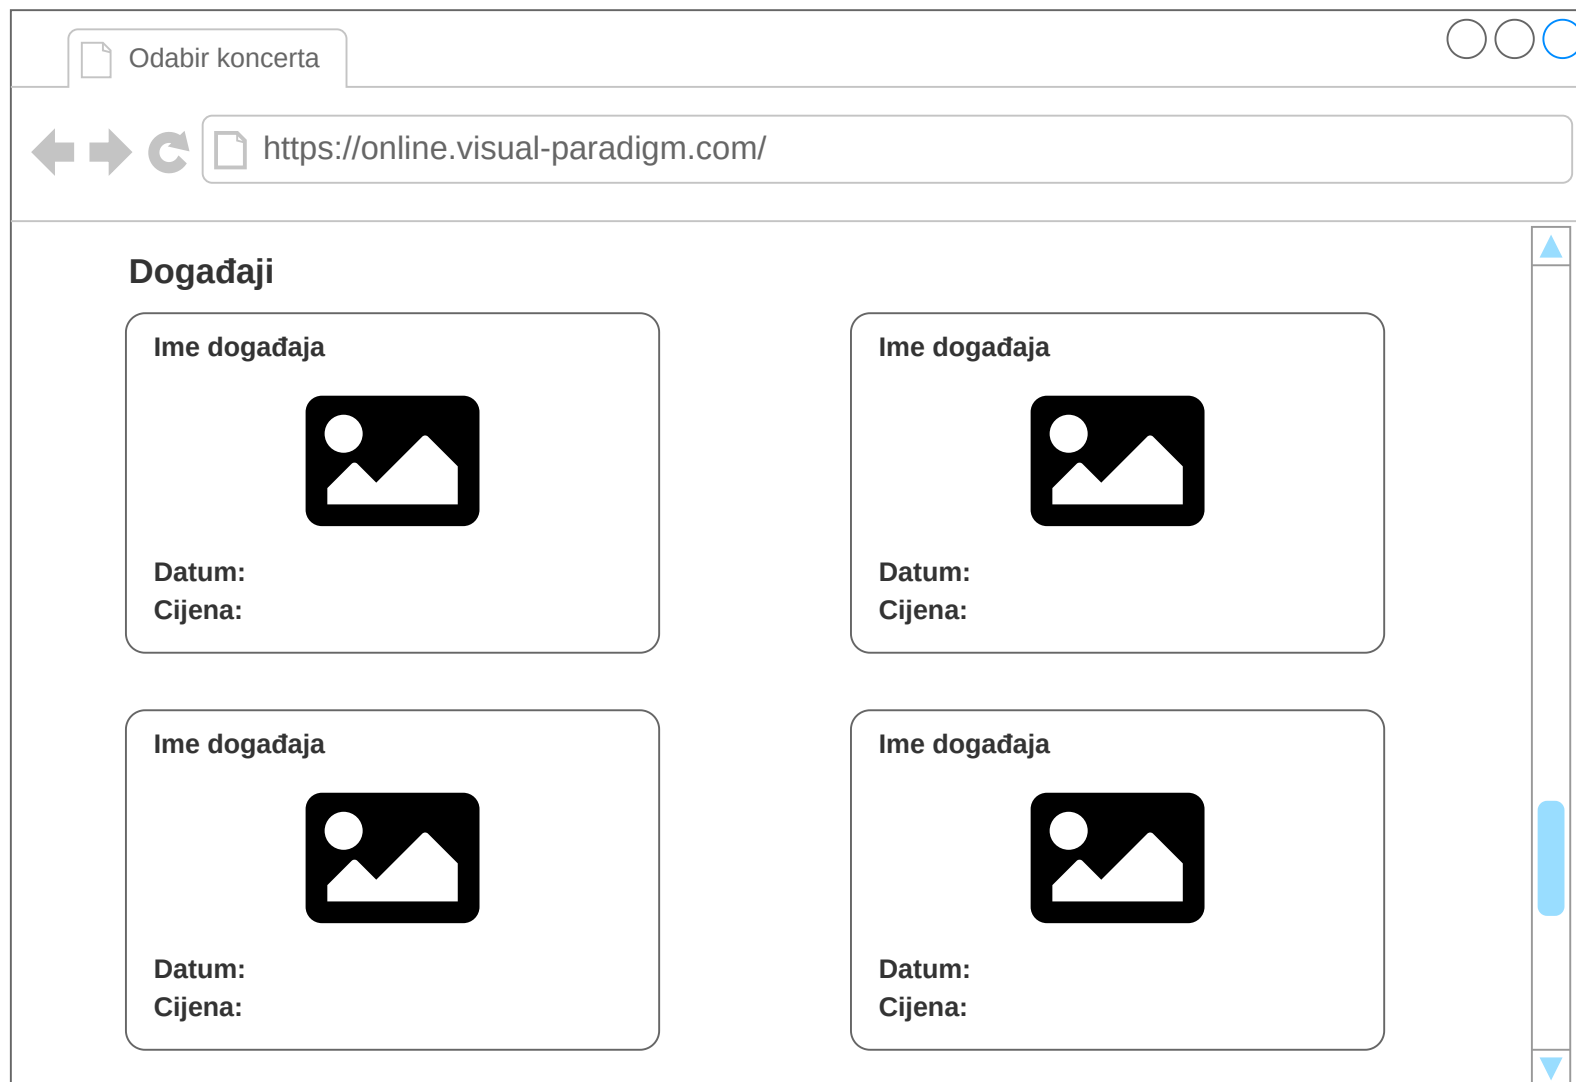 Odabir koncerta
https://online.visual-paradigm.com/
Događaji
Ime događaja
Datum:
Cijena:
Ime događaja
Datum:
Cijena:
Ime događaja
Datum:
Cijena:
Ime događaja
Datum:
Cijena: